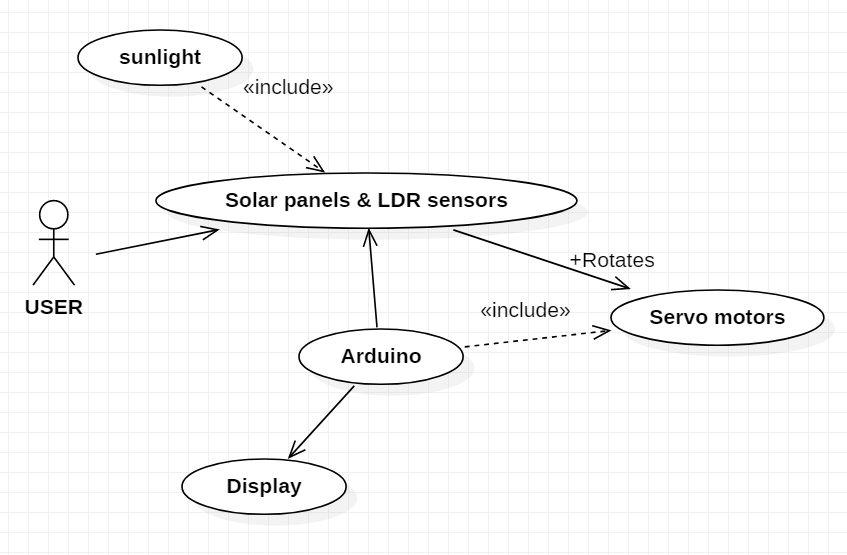 sunlight
«include»
Solar panels & LDR sensors
+Rotates
USER
«include»
Servo motors
Arduino
Display